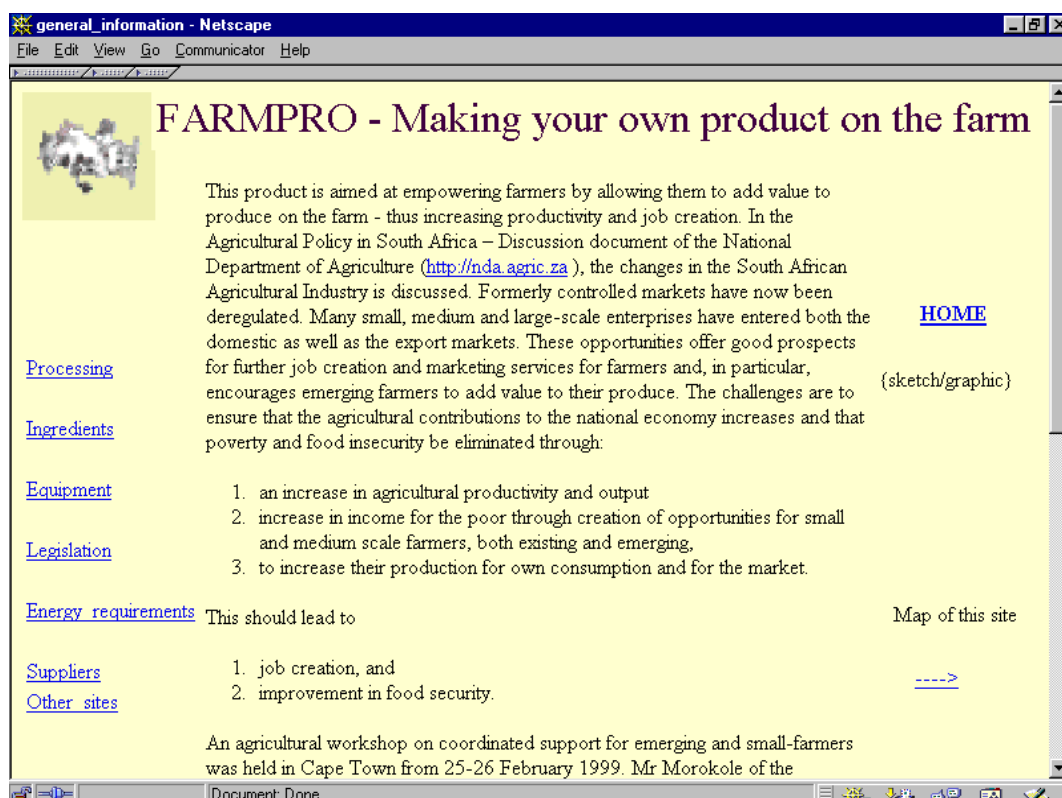 general_information - Netscape
File Edit View Go Communicator Help
FARMPRO - Making your own product on the farm
This product is aimed at empowering farmers by allowing them to add value to
produce on the farm - thus increasing productivity and job creation. In the
Agricultural Policy in South Africa – Discussion document of the National
Department of Agriculture (http://nda.agric.za ), the changes in the South African
Agricultural Industry is discussed. Formerly controlled markets have now been
deregulated. Many small, medium and large-scale enterprises have entered both the
domestic as well as the export markets. These opportunities offer good prospects
for further job creation and marketing services for farmers and, in particular,
encourages emerging farmers to add value to their produce. The challenges are to
ensure that the agricultural contributions to the national economy increases and that
poverty and food insecurity be eliminated through:
1. an increase in agricultural productivity and output
2. increase in income for the poor through creation of opportunities for small
and medium scale farmers, both existing and emerging,
3. to increase their production for own consumption and for the market.
This should lead to
1. job creation, and
2. improvement in food security.
An agricultural workshop on coordinated support for emerging and small-farmers
was held in Cape Town from 25-26 February 1999. Mr Morokole of the
Processing
Ingredients
Equipment
Legislation
Energy requirements
Suppliers
Other sites
HOME
{sketch/graphic}
Map of this site
---->
Document: Done